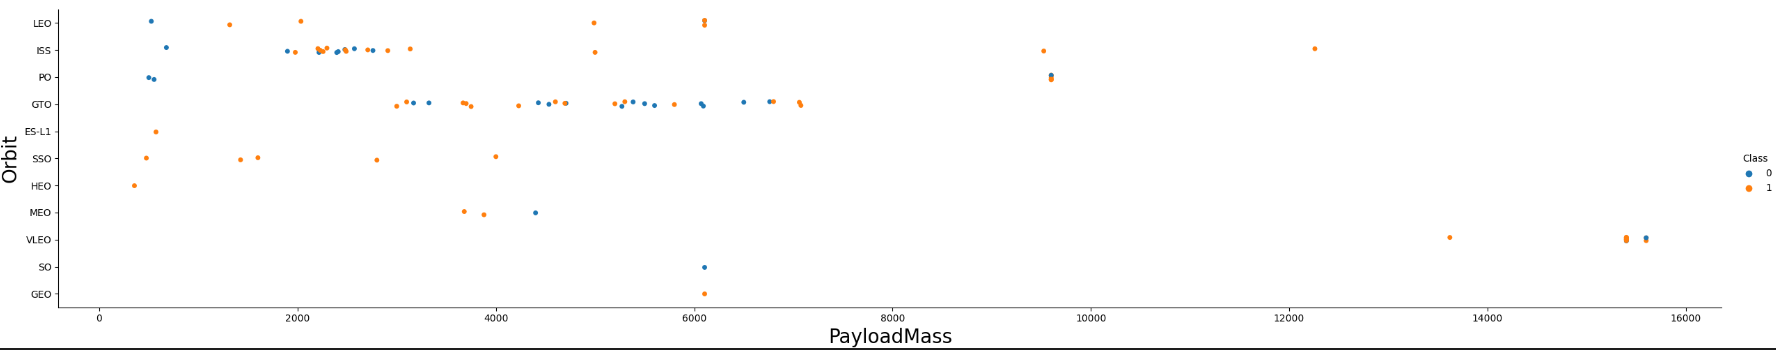 LEO
ISS
PO
GTO
ES-L1
SSO
HEO
MEO
VLEO
SO
GEO
Orbit
0 2000 4000 6000 8000 10000 12000 14000 16000
PayloadMass
Class
0
1